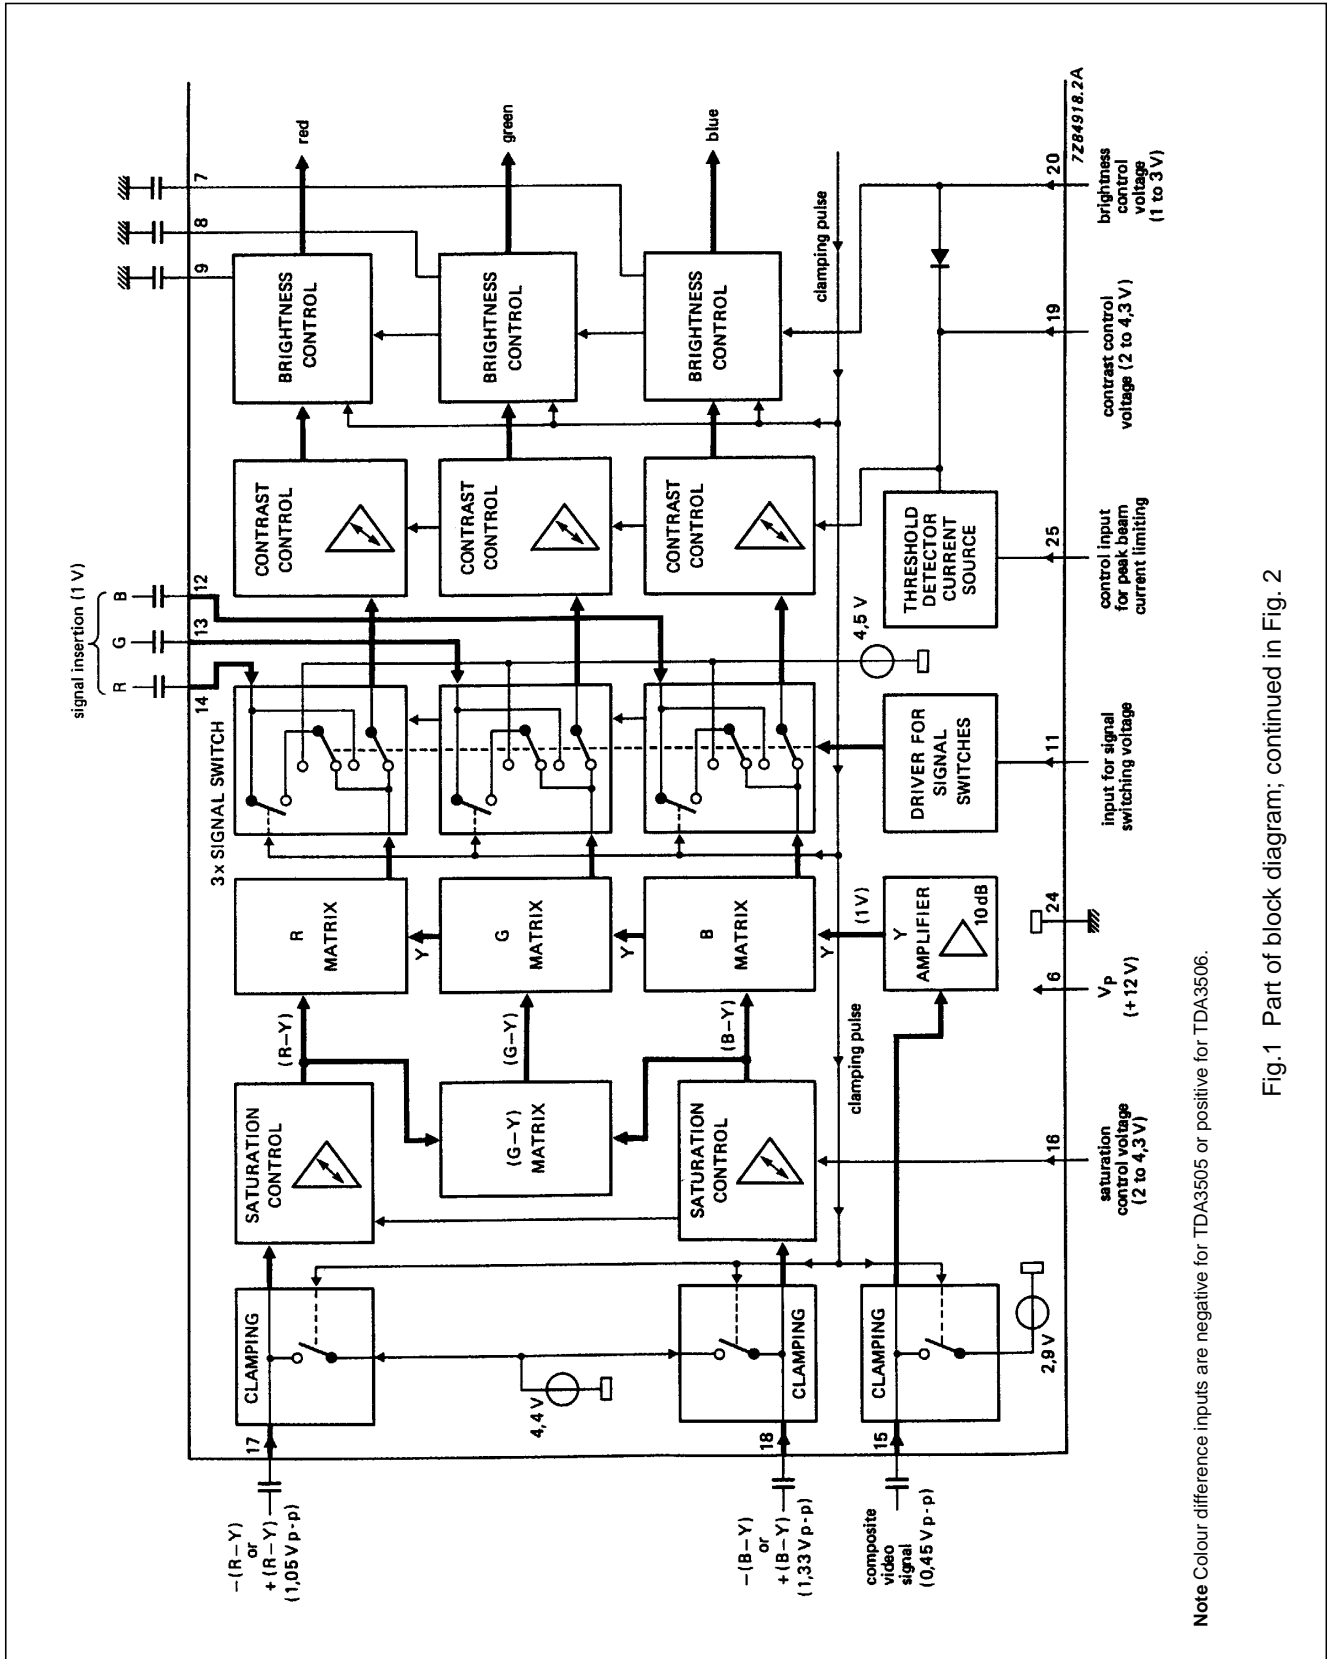 signal insertion (1 V)
R
G
B
14
13
12
9
8
7
17
−(R−Y)
or
+(R−Y)
(1,05 V p-p)
CLAMPING
SATURATION
CONTROL
(R−Y)
R
MATRIX
3x SIGNAL SWITCH
CONTRAST
CONTROL
BRIGHTNESS
CONTROL
red
4,4 V
(G−Y)
MATRIX
(G−Y)
Y
G
MATRIX
CONTRAST
CONTROL
BRIGHTNESS
CONTROL
green
18
−(B−Y)
or
+(B−Y)
(1,33 V p-p)
CLAMPING
SATURATION
CONTROL
(B−Y)
Y
B
MATRIX
CONTRAST
CONTROL
BRIGHTNESS
CONTROL
blue
clamping pulse
Y
(1V)
4,5 V
clamping pulse
15
composite
video
signal
(0,45 V p-p)
CLAMPING
2,9 V
Y
AMPLIFIER
10 dB
DRIVER FOR
SIGNAL
SWITCHES
THRESHOLD
DETECTOR
CURRENT
SOURCE
16
saturation
control voltage
(2 to 4,3 V)
6
VP
(+ 12 V)
24
11
input for signal
switching voltage
25
control input
for peak beam
current limiting
19
contrast control
voltage (2 to 4,3 V)
20
brightness
control
voltage
(1 to 3 V)
7Z84918.2A
Note Colour difference inputs are negative for TDA3505 or positive for TDA3506.
Fig.1 Part of block diagram; continued in Fig. 2